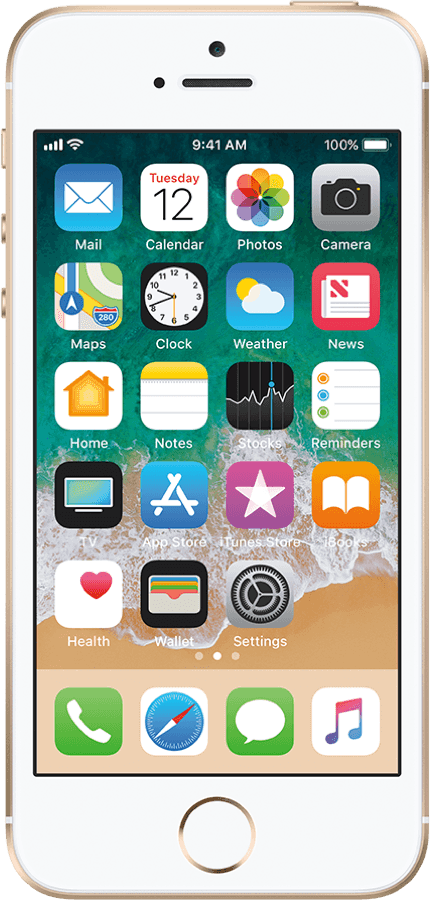 9:41 AM 100%
Tuesday
12
Mail Calendar Photos Camera
280
N
Maps Clock Weather News
Home Notes Stocks Reminders
TV App Store iTunes Store iBooks
Health Wallet Settings